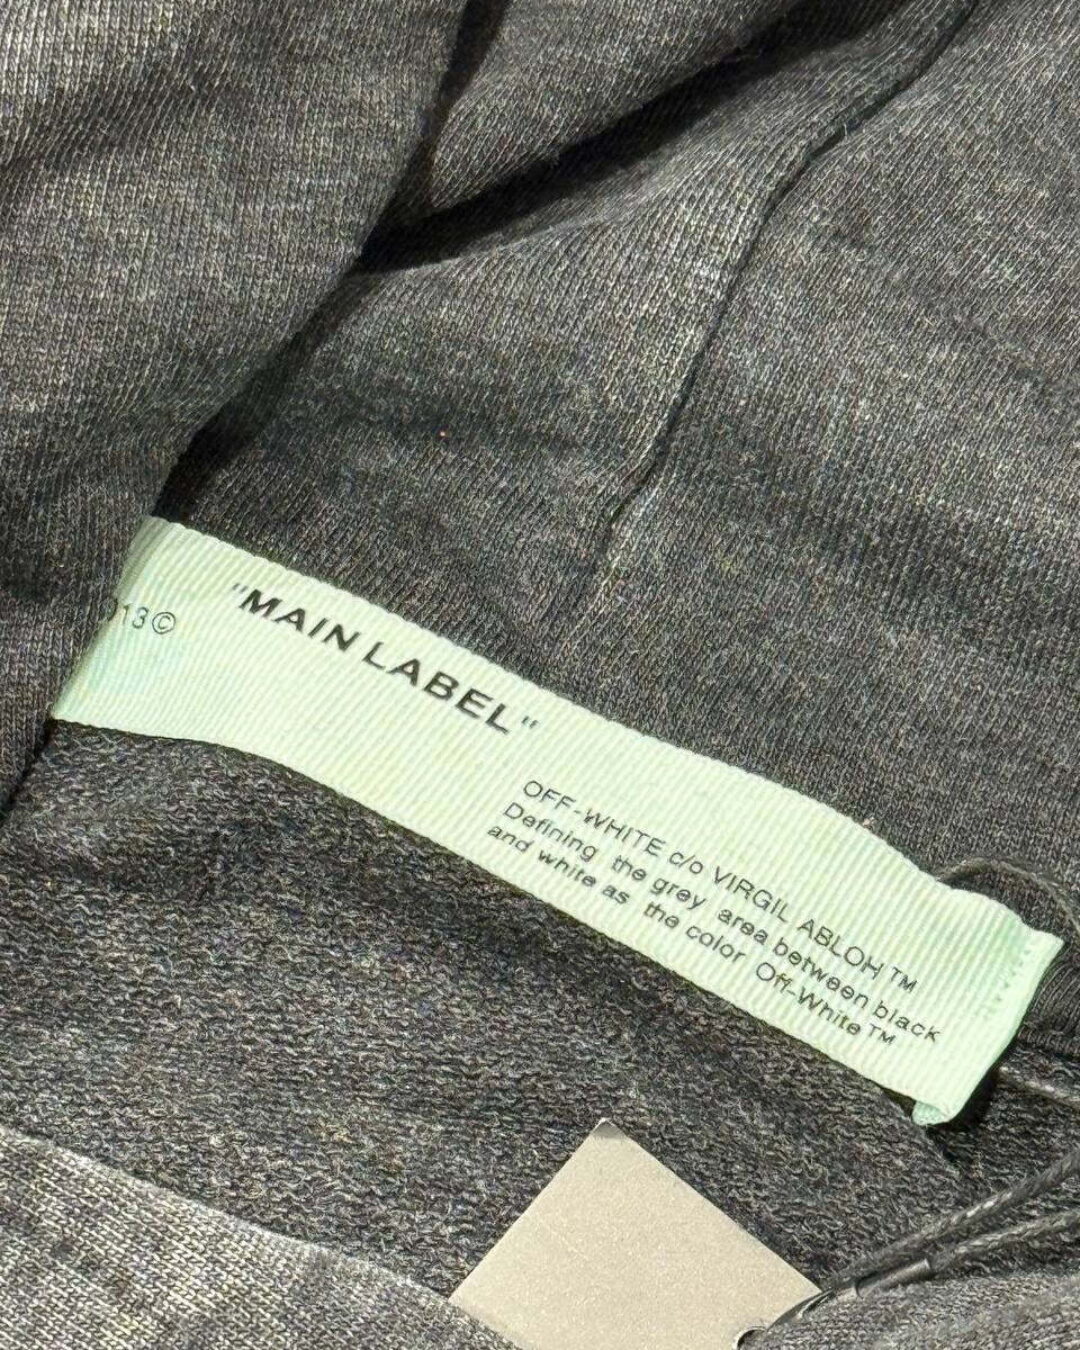 13©
"MAIN LABEL"
OFF-WHITE c/o VIRGIL ABLOH™
Defining the grey area between black
and white as the color Off-White™